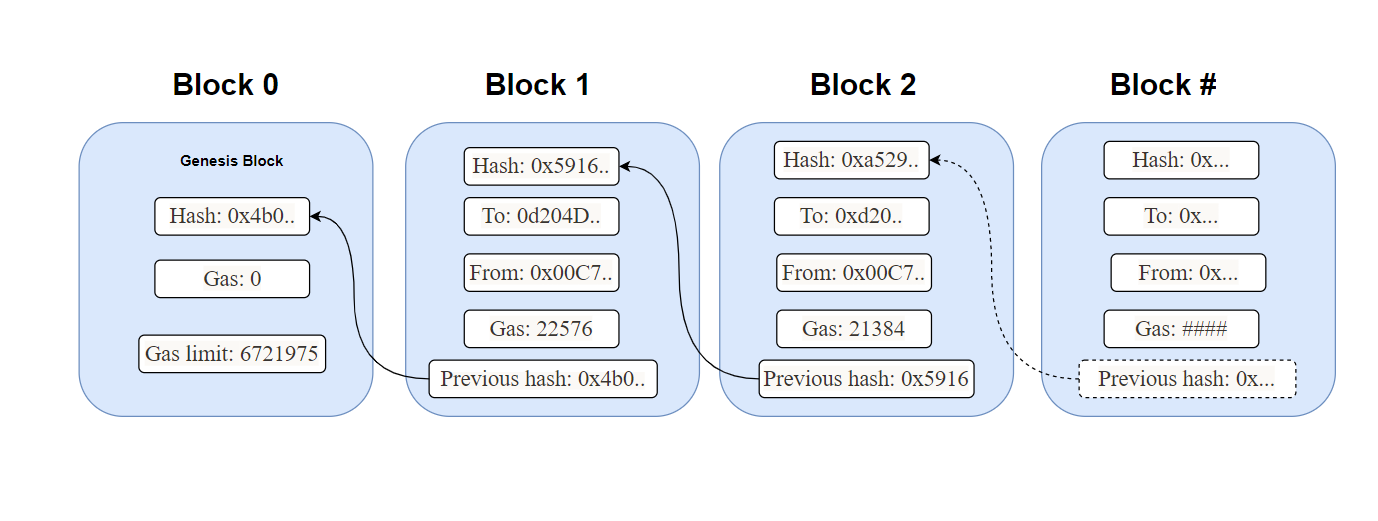 Block 0
Block 1
Block 2
Block #
Genesis Block
Hash: 0x4b0..
Gas: 0
Gas limit: 6721975
Hash: 0x5916..
To: 0d204D..
From: 0x00C7..
Gas: 22576
Previous hash: 0x4b0..
Hash: 0xa529..
To: 0xd20..
From: 0x00C7..
Gas: 21384
Previous hash: 0x5916
Hash: 0x...
To: 0x...
From: 0x...
Gas: ####
Previous hash: 0x...